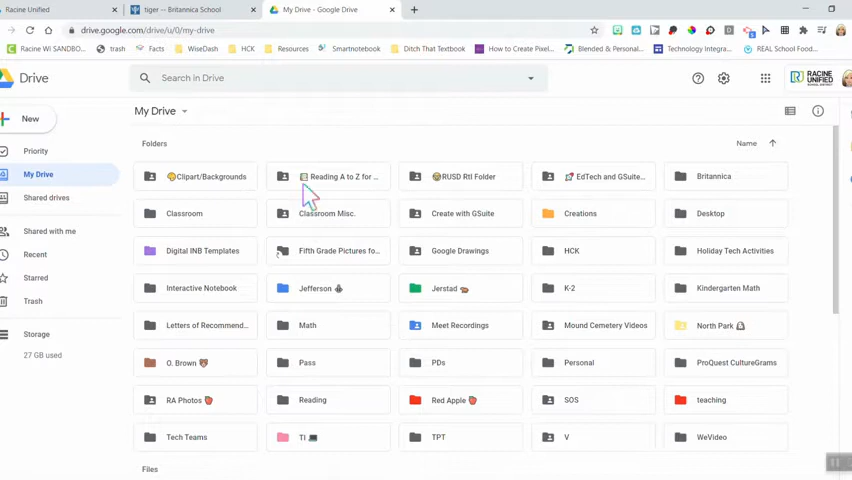 Racine Unified
tiger -- Britannica School
My Drive - Google Drive
drive.google.com/drive/u/0/my-drive
Racine Wi SANDBO...
trash
Facts
WiseDash
HCK
Resources
Smartnotebook
Ditch That Textbook
How to Create Pixel...
Blended & Personal...
Technology Integra...
REAL School Food...
Drive
Search in Drive
RACINE
UNIFIED
New
My Drive
Folders
Name
Priority
My Drive
Shared drives
Shared with me
Recent
Starred
Trash
Storage
27 GB used
Clipart/Backgrounds
Reading A to Z for ...
RUSD RtI Folder
EdTech and GSuite...
Britannica
Classroom
Classroom Misc.
Create with GSuite
Creations
Desktop
Digital INB Templates
Fifth Grade Pictures fo...
Google Drawings
HCK
Holiday Tech Activities
Interactive Notebook
Jefferson
Jerstad
K-2
Kindergarten Math
Letters of Recommend...
Math
Meet Recordings
Mound Cemetery Videos
North Park
O. Brown
Pass
PDs
Personal
ProQuest CultureGrams
RA Photos
Reading
Red Apple
SOS
teaching
Tech Teams
TI
TPT
V
WeVideo
Files